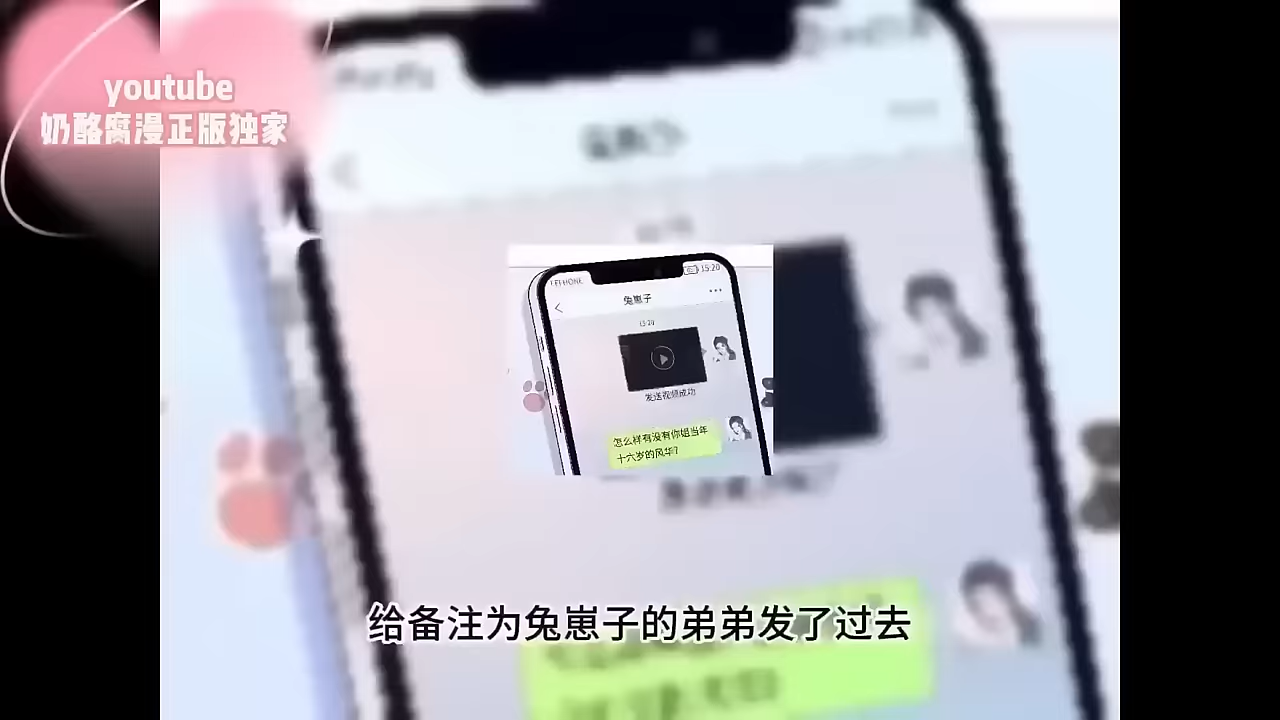 youtube
奶酪腐漫正版独家
15:20
兔崽子
15:20
发送视频成功
怎么样有没有你姐当年
十六岁的风华?
给备注为兔崽子的弟弟发了过去